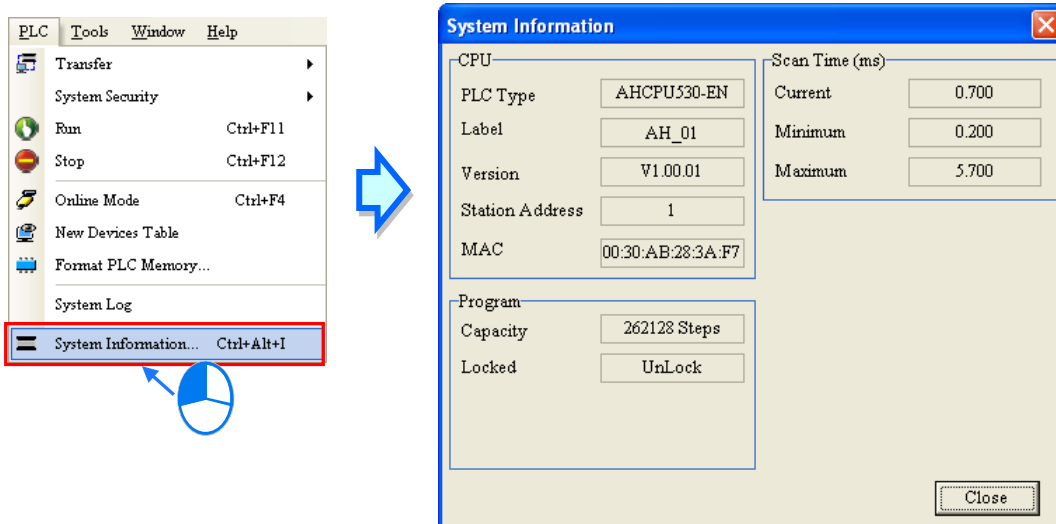 PLC Tools Window Help
Transfer
System Security
Run Ctrl+F11
Stop Ctrl+F12
Online Mode Ctrl+F4
New Devices Table
Format PLC Memory...
System Log
System Information... Ctrl+Alt+I
System Information
CPU
PLC Type AHCPU530-EN
Label AH_01
Version V1.00.01
Station Address 1
MAC 00:30:AB:28:3A:F7
Scan Time (ms)
Current 0.700
Minimum 0.200
Maximum 5.700
Program
Capacity 262128 Steps
Locked UnLock
Close